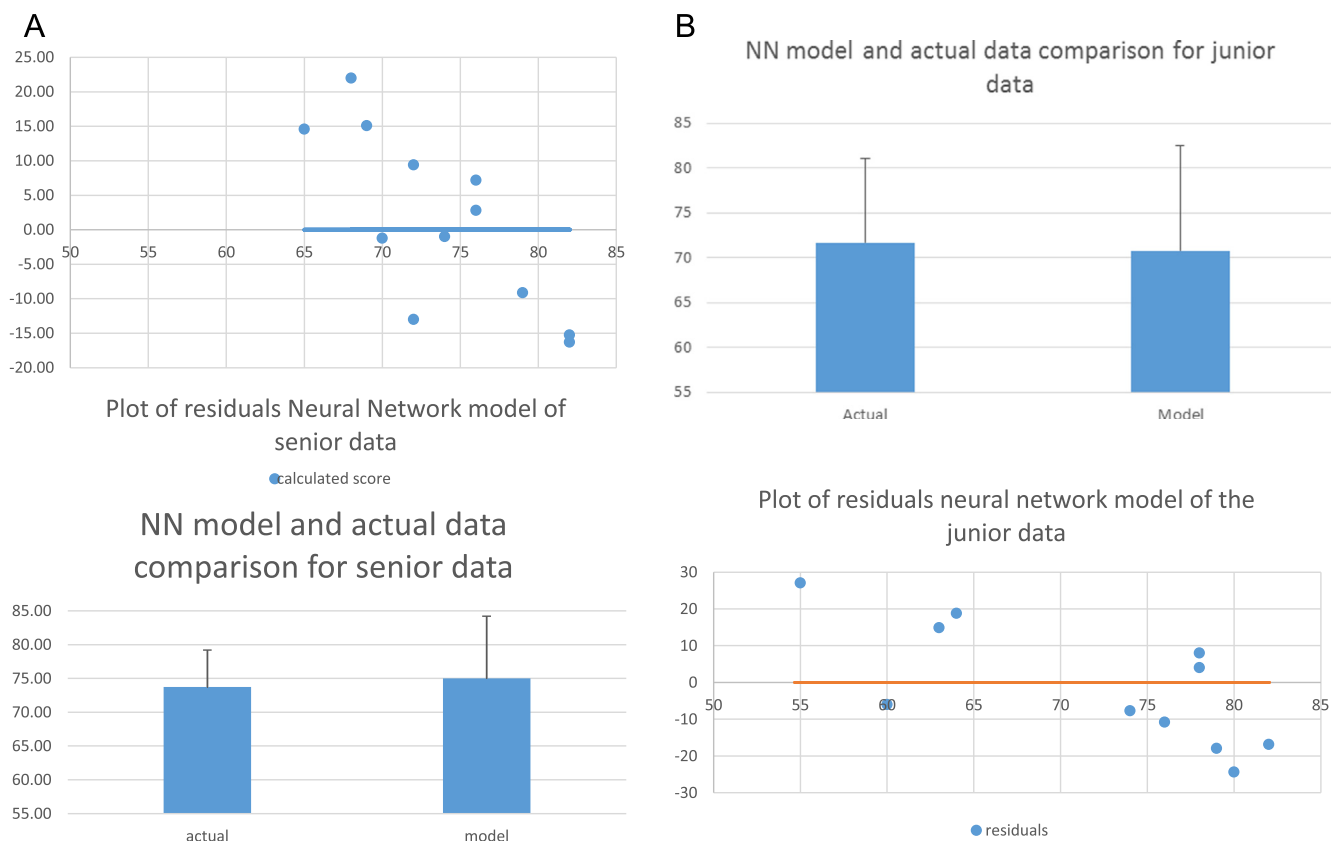 A
25.00
20.00
15.00
10.00
5.00
0.00
50 55 60 65 70 75 80 85
-5.00
-10.00
-15.00
-20.00
Plot of residuals Neural Network model of
senior data
calculated score
NN model and actual data
comparison for senior data
85.00
80.00
75.00
70.00
65.00
60.00
55.00
actual model
B
NN model and actual data comparison for junior
data
85
80
75
70
65
60
55
Actual Model
Plot of residuals neural network model of the
junior data
30
20
10
0
50 55 60 65 70 75 80 85
-10
-20
-30
residuals